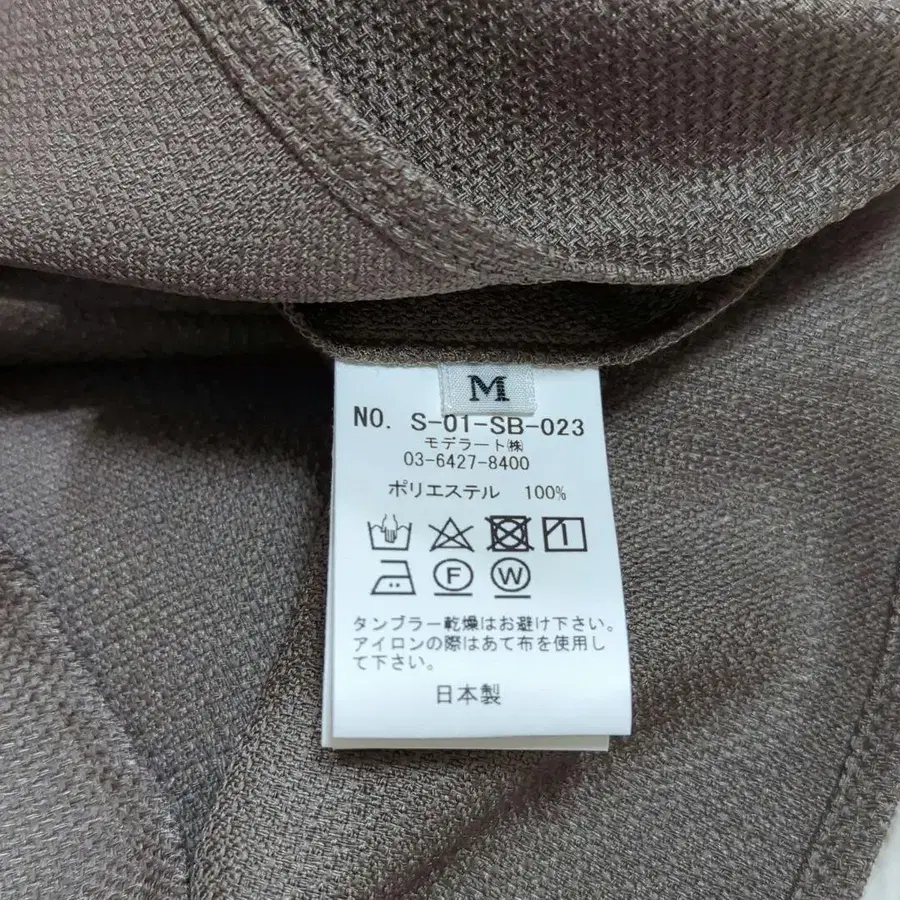 M
NO. S-01-SB-023
モデラート㈱
03-6427-8400
ポリエステル 100%
F W
タンブラー乾燥はお避け下さい。
アイロンの際はあて布を使用し
て下さい。
日本製